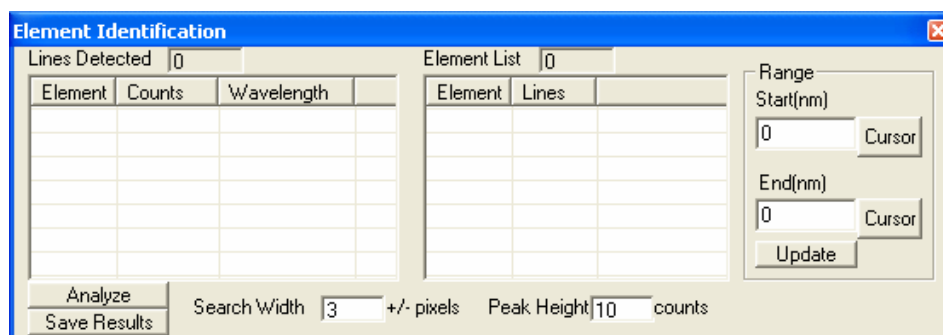 Element Identification
Lines Detected 0
Element Counts Wavelength
Element List 0
Element Lines
Range
Start(nm)
0 Cursor
End(nm)
0 Cursor
Update
Analyze
Save Results
Search Width 3 +/- pixels Peak Height 10 counts